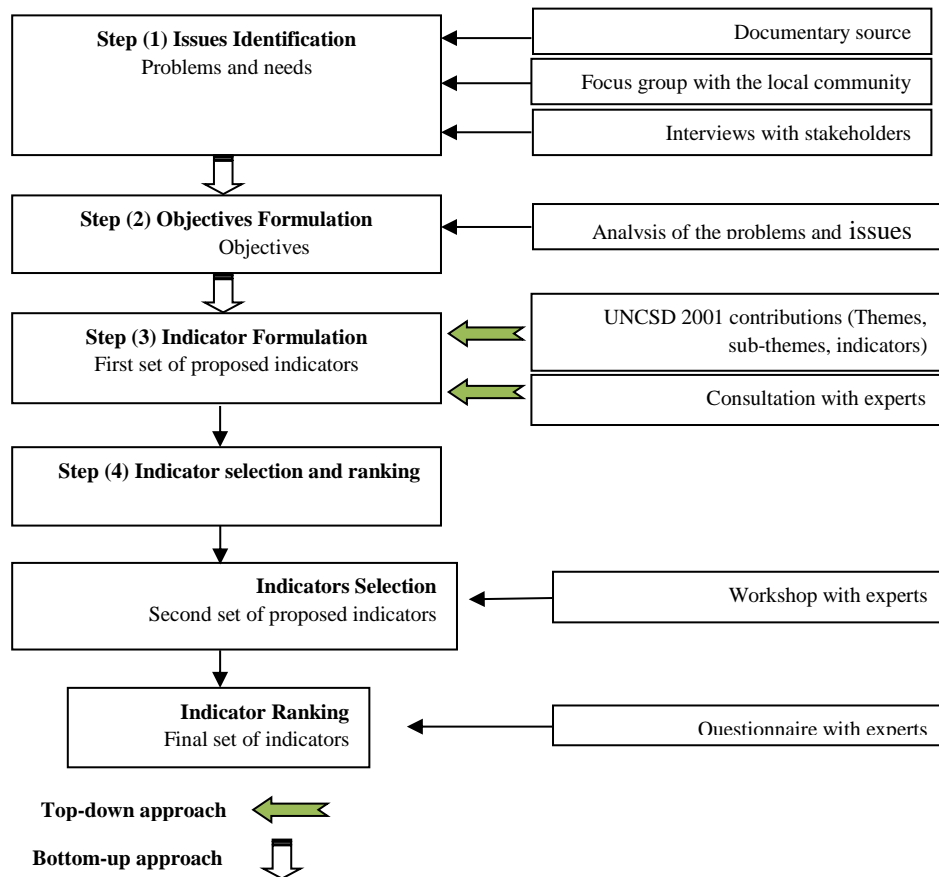 Step (1) Issues Identification
Problems and needs
Documentary source
Focus group with the local community
Interviews with stakeholders
Step (2) Objectives Formulation
Objectives
Analysis of the problems and issues
Step (3) Indicator Formulation
First set of proposed indicators
UNCSD 2001 contributions (Themes,
sub-themes, indicators)
Consultation with experts
Step (4) Indicator selection and ranking
Indicators Selection
Second set of proposed indicators
Workshop with experts
Indicator Ranking
Final set of indicators
Questionnaire with experts
Top-down approach
Bottom-up approach